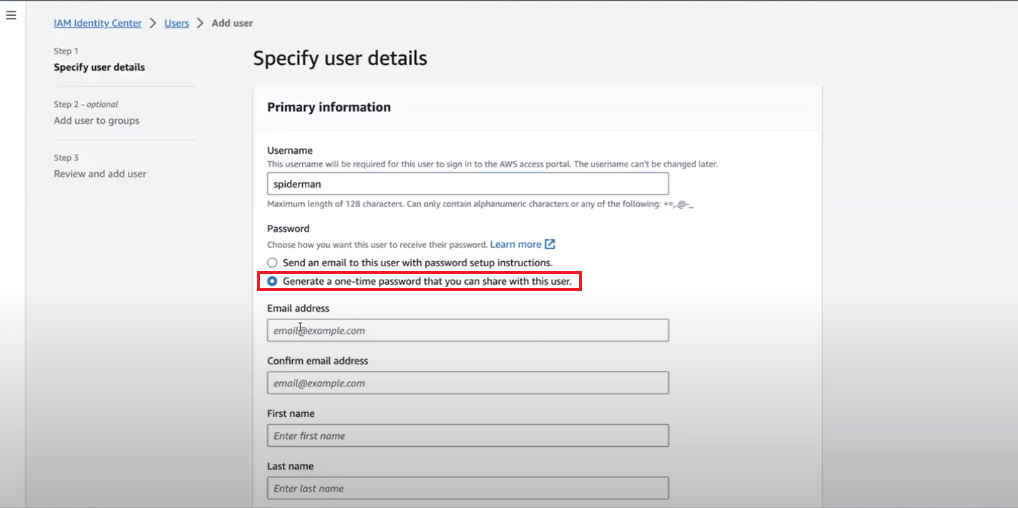 IAM Identity Center > Users > Add user
Step 1
Specify user details
Step 2 - optional
Add user to groups
Step 3
Review and add user
Specify user details
Primary information
Username
This username will be required for this user to sign in to the AWS access portal. The username can't be changed later.
spiderman
Maximum length of 128 characters. Can only contain alphanumeric characters or any of the following: +=,.@-_
Password
Choose how you want this user to receive their password. Learn more
Send an email to this user with password setup instructions.
Generate a one-time password that you can share with this user.
Email address
email@example.com
Confirm email address
email@example.com
First name
Enter first name
Last name
Enter last name